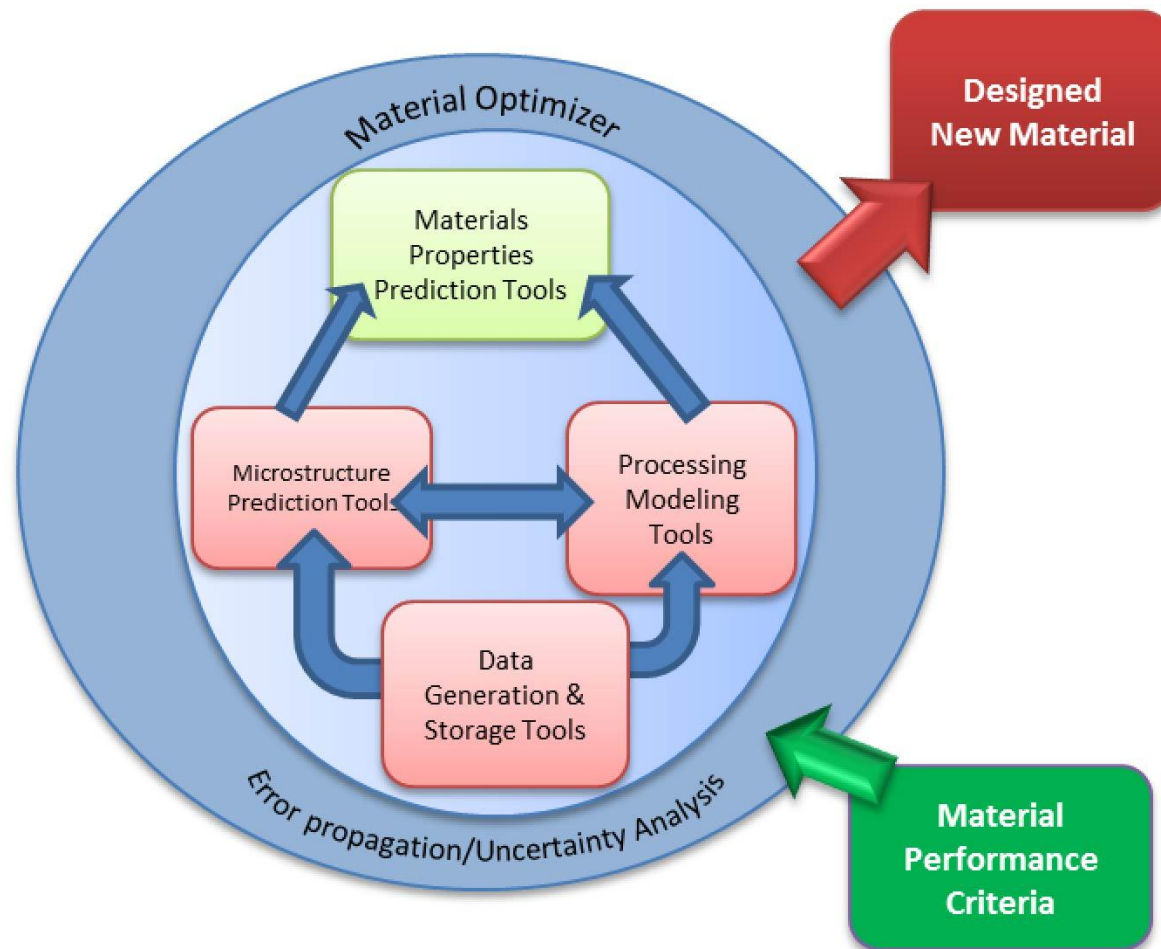 Designed
New Material
Material Optimizer
Materials
Properties
Prediction Tools
Microstructure
Prediction Tools
Processing
Modeling
Tools
Data
Generation &
Storage Tools
Error propagation/Uncertainty Analysis
Material
Performance
Criteria